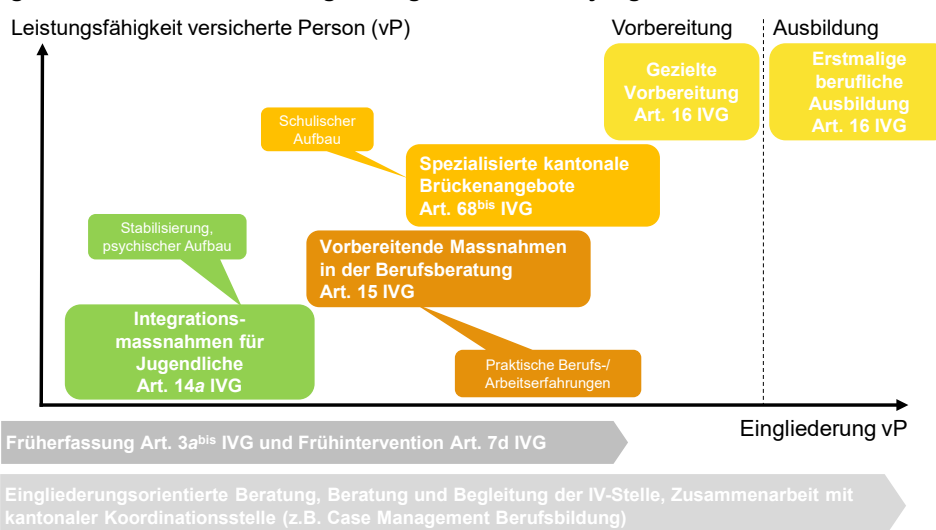 Leistungsfähigkeit versicherte Person (vP)
Vorbereitung
Ausbildung
Gezielte
Vorbereitung
Art. 16 IVG
Erstmalige
berufliche
Ausbildung
Art. 16 IVG
Schulischer
Aufbau
Spezialisierte kantonale
Brückenangebote
Art. 68bis IVG
Stabilisierung,
psychischer Aufbau
Vorbereitende Massnahmen
in der Berufsberatung
Art. 15 IVG
Integrations-
massnahmen für
Jugendliche
Art. 14a IVG
Praktische Berufs-/
Arbeitserfahrungen
Eingliederung vP
Früherfassung Art. 3abis IVG und Frühintervention Art. 7d IVG
Eingliederungsorientierte Beratung, Beratung und Begleitung der IV-Stelle, Zusammenarbeit mit
kantonaler Koordinationsstelle (z.B. Case Management Berufsbildung)